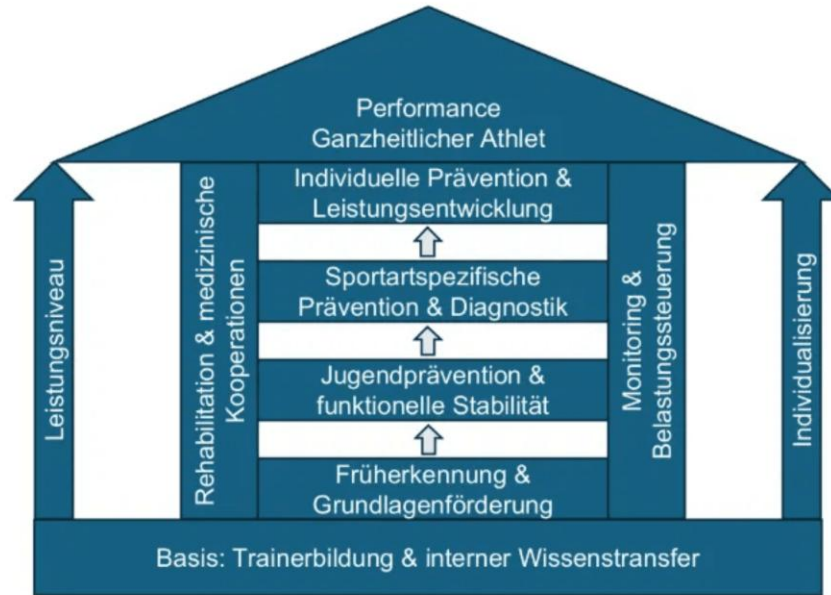 Performance
Ganzheitlicher Athlet
Individuelle Prävention &
Leistungsentwicklung
Sportartspezifische
Prävention & Diagnostik
Jugendprävention &
funktionelle Stabilität
Früherkennung &
Grundlagenförderung
Leistungsniveau
Rehabilitation & medizinische
Kooperationen
Monitoring &
Belastungssteuerung
Individualisierung
Basis: Trainerbildung & interner Wissenstransfer